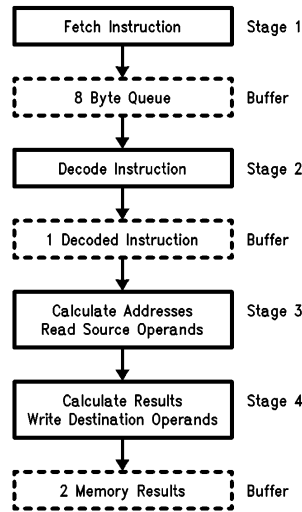 Fetch Instruction Stage 1
8 Byte Queue Buffer
Decode Instruction Stage 2
1 Decoded Instruction Buffer
Calculate Addresses Stage 3
Read Source Operands
Calculate Results Stage 4
Write Destination Operands
2 Memory Results Buffer